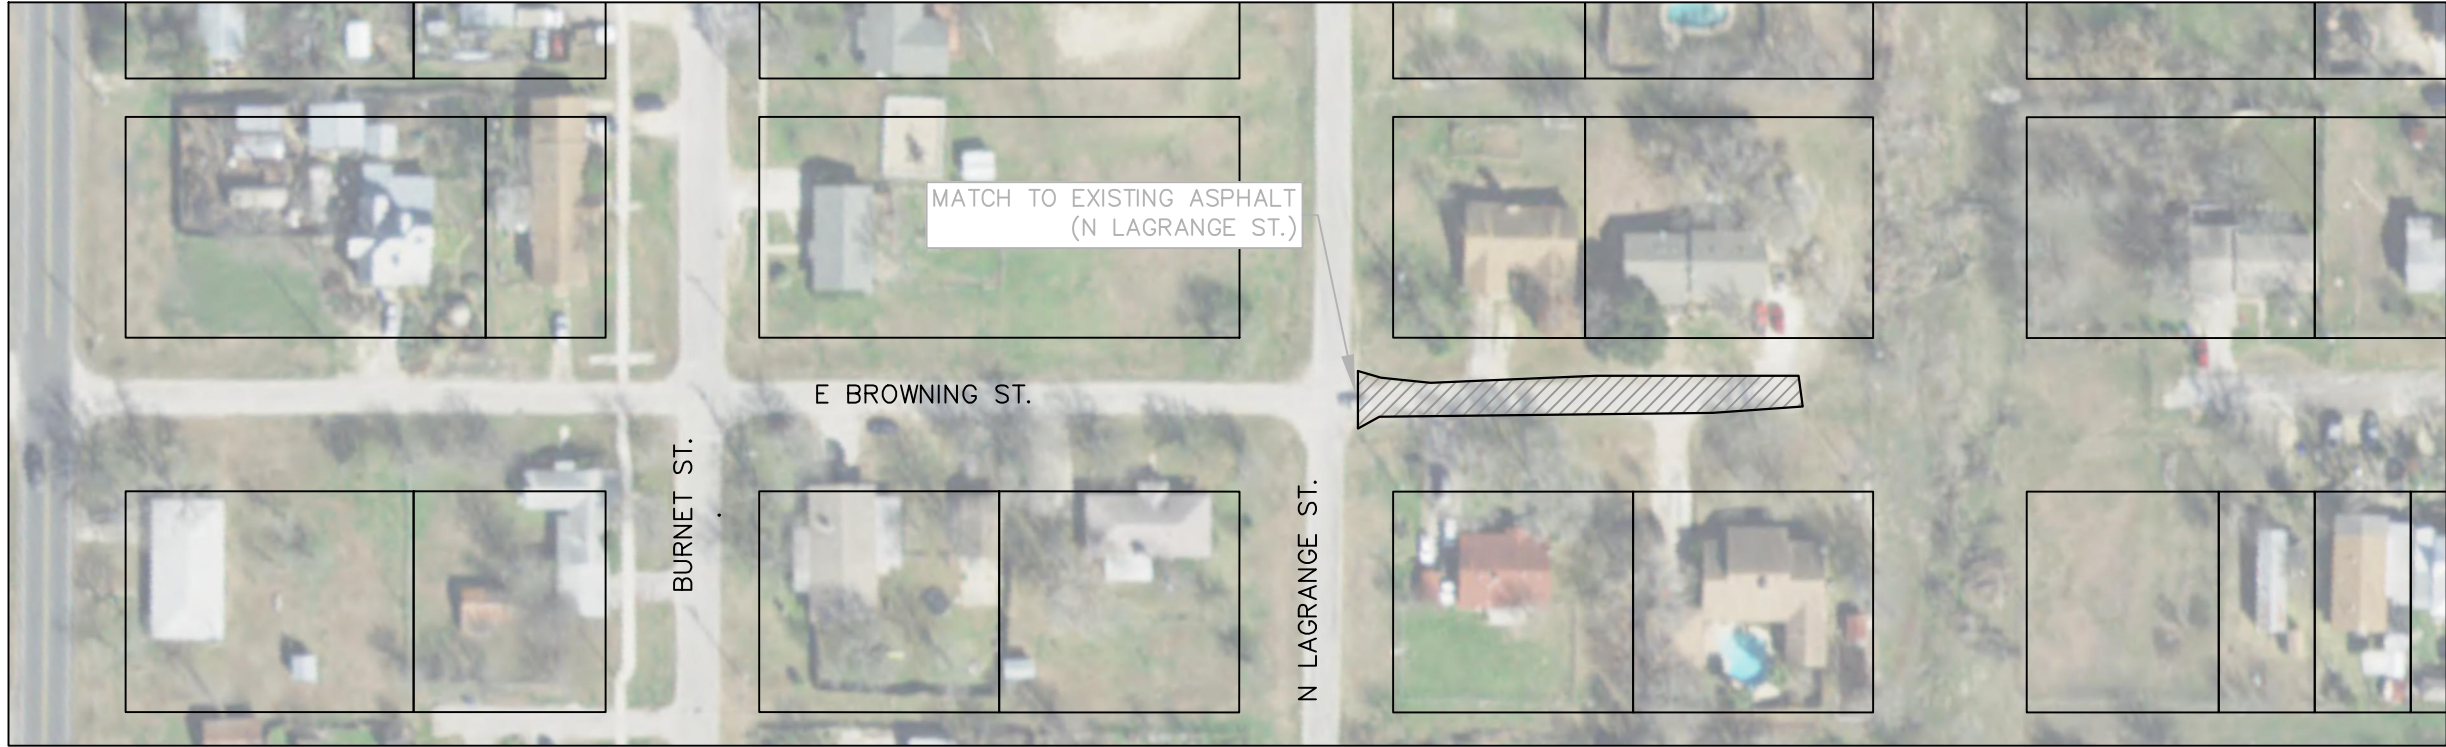 MATCH TO EXISTING ASPHALT
(N LAGRANGE ST.)
E BROWNING ST.
BURNET ST.
N LAGRANGE ST.